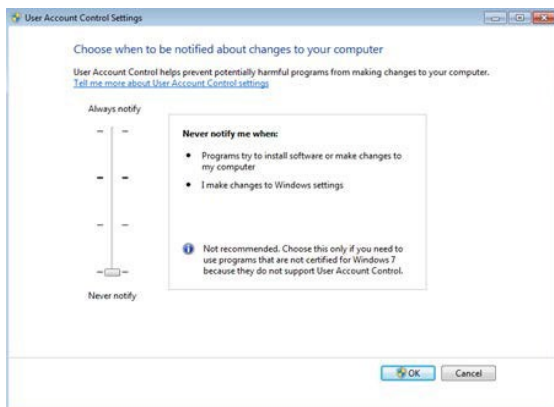 User Account Control Settings
Choose when to be notified about changes to your computer
User Account Control helps prevent potentially harmful programs from making changes to your computer.
Tell me more about User Account Control settings
Always notify
Never notify me when:
• Programs try to install software or make changes to
my computer
• I make changes to Windows settings
Not recommended. Choose this only if you need to
use programs that are not certified for Windows 7
because they do not support User Account Control.
Never notify
OK
Cancel